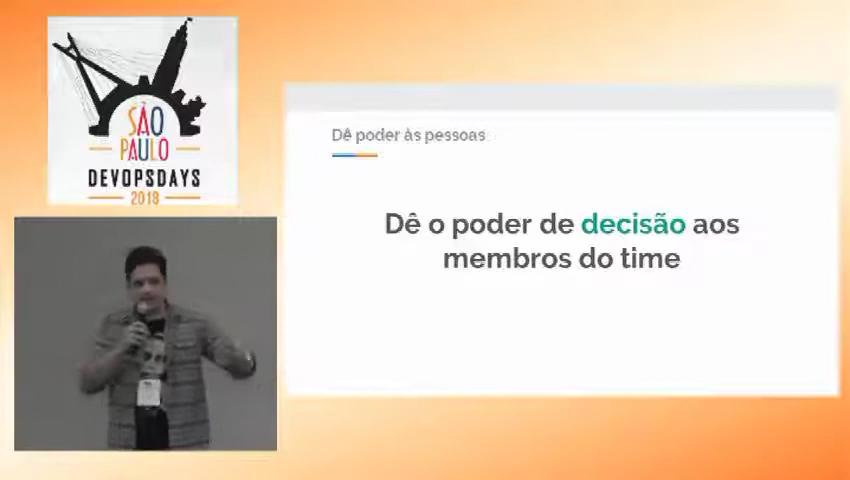 SÃO
PAULO
DEVOPSDAYS
2018
Dê poder às pessoas
Dê o poder de decisão aos
membros do time